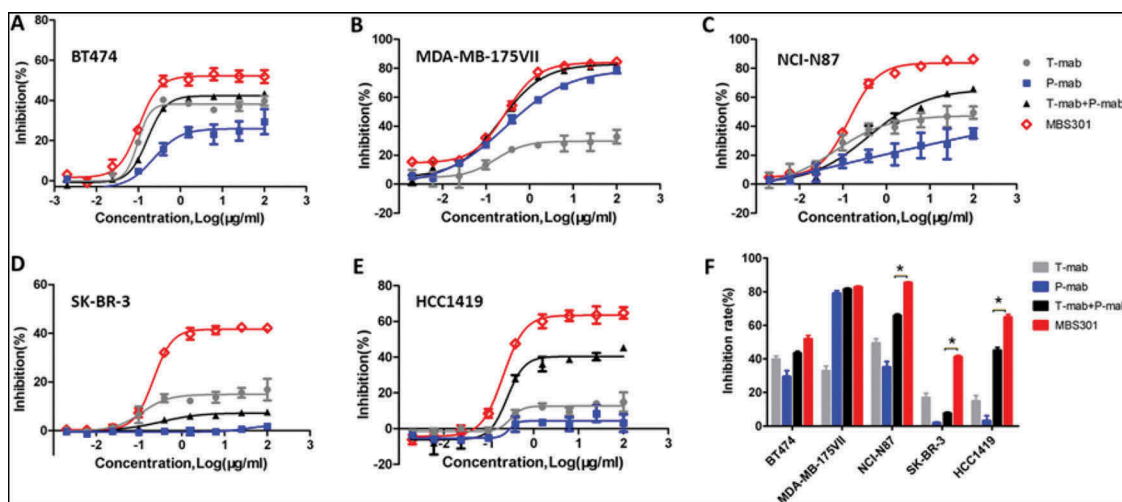 A
BT474
Inhibition(%)
80
60
40
20
0
-3 -2 -1 0 1 2 3
Concentration,Log(µg/ml)
B
MDA-MB-175VII
Inhibition(%)
100
80
60
40
20
0
-20
-2 -1 0 1 2 3
Concentration,Log(µg/ml)
C
NCI-N87
Inhibition(%)
100
80
60
40
20
0
-20
-2 -1 0 1 2 3
Concentration,Log(µg/ml)
T-mab
P-mab
T-mab+P-mab
MBS301
D
SK-BR-3
Inhibition(%)
60
40
20
0
-2 -1 0 1 2 3
Concentration,Log(µg/ml)
E
HCC1419
Inhibition(%)
80
60
40
20
0
-20
-2 -1 0 1 2 3
Concentration,Log(µg/ml)
F
Inhibition rate(%)
100
80
60
40
20
0
* * *
BT474
MDA-MB-175VII
NCI-N87
SK-BR-3
HCC1419
T-mab
P-mab
T-mab+P-mab
MBS301